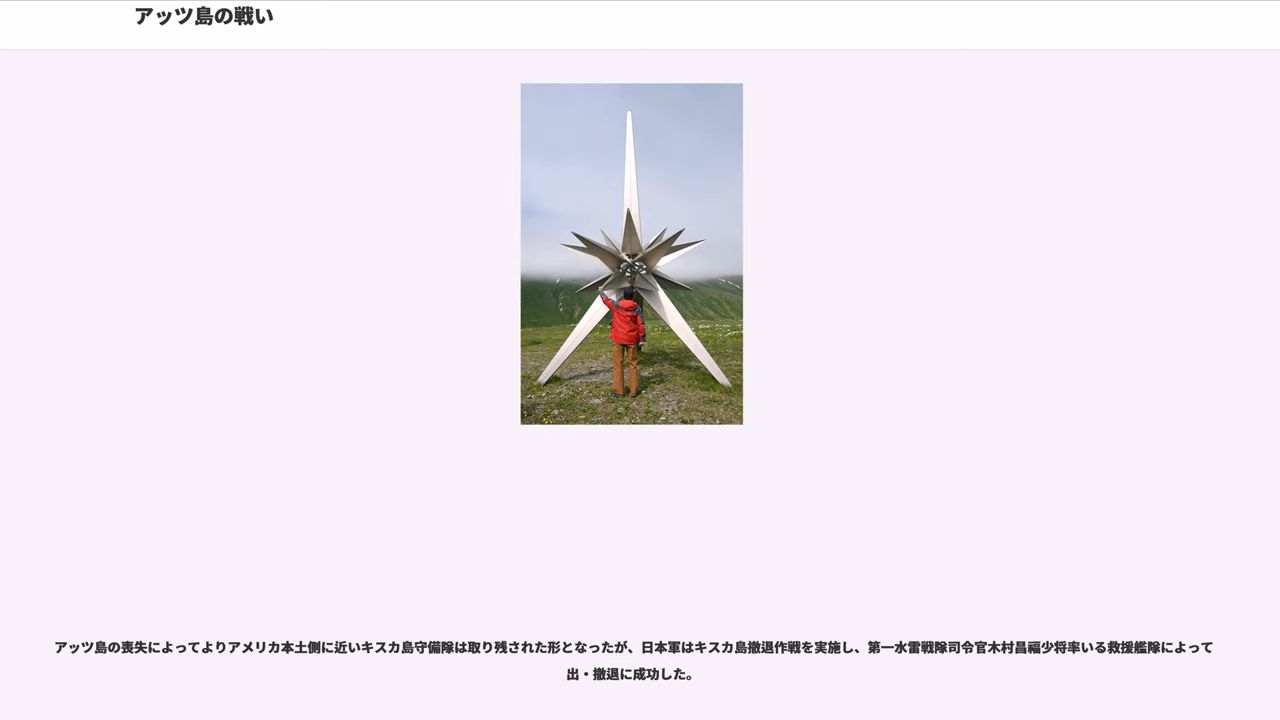 アッツ島の戦い
アッツ島の喪失によってよりアメリカ本土側に近いキスカ島守備隊は取り残された形となったが、日本軍はキスカ島撤退作戦を実施し、第一水雷戦隊司令官木村昌福少将率いる救援艦隊によって
出・撤退に成功した。